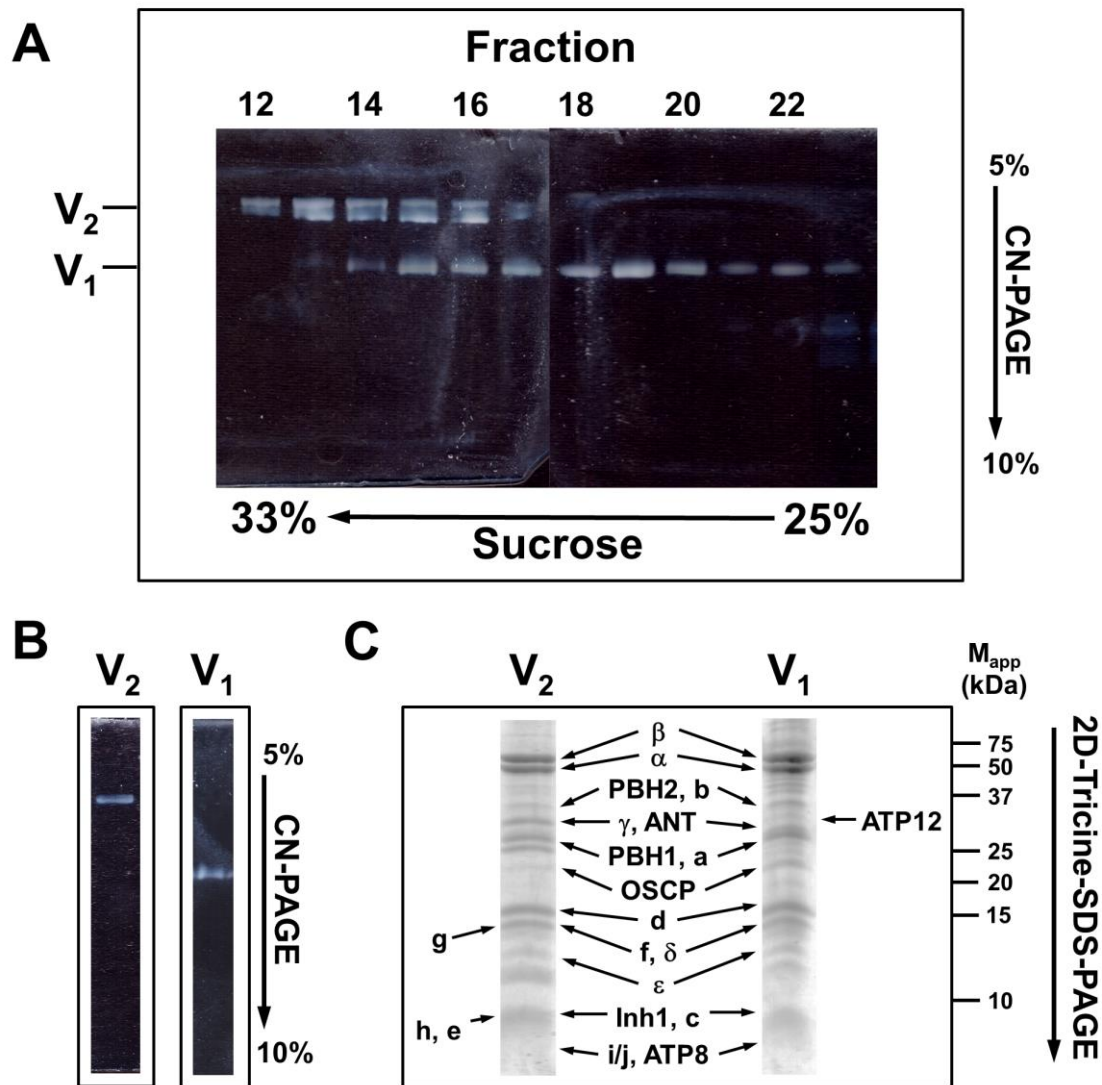 A
Fraction
12 14 16 18 20 22
V2
V1
5%
CN-PAGE
10%
33% 25%
Sucrose
B
V2 V1
5%
CN-PAGE
10%
C
V2 V1
Mapp
(kDa)
β
α
PBH2, b
γ, ANT
ATP12
PBH1, a
OSCP
d
g
f, δ
ε
Inh1, c
h, e
i/j, ATP8
75
50
37
25
20
15
10
2D-Tricine-SDS-PAGE